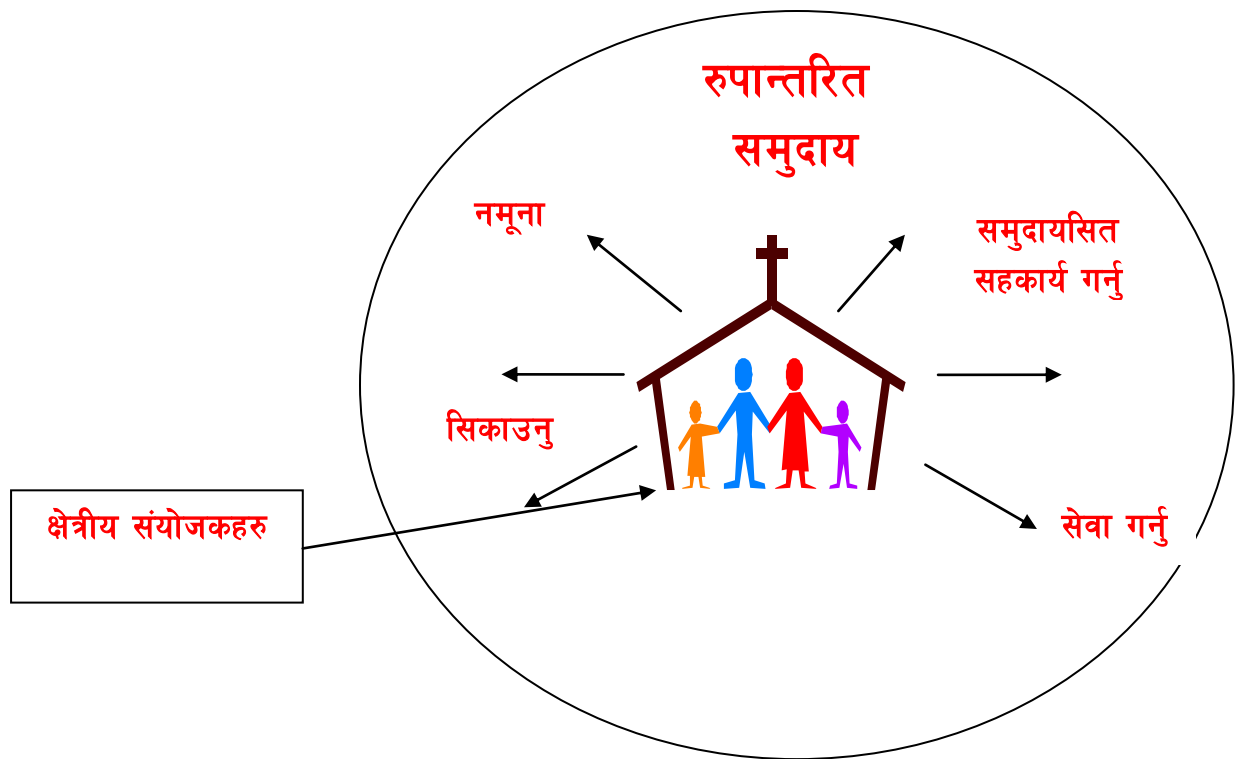 रुपान्तरित
समुदाय
नमूना
समुदायसित
सहकार्य गर्नु
सिकाउनु
क्षेत्रीय संयोजकहरु
सेवा गर्नु